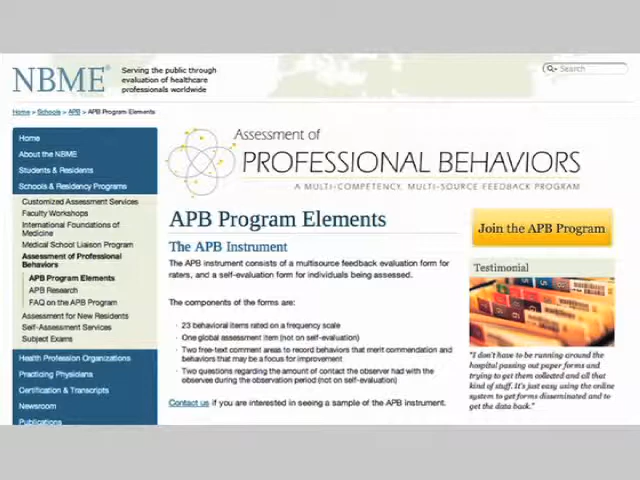 NBME®
Serving the public through
evaluation of healthcare
professionals worldwide
Search
Home > Schools > APB > APB Program Elements
Home
About the NBME
Students & Residents
Schools & Residency Programs
Customized Assessment Services
Faculty Workshops
International Foundations of
Medicine
Medical School Liaison Program
Assessment of Professional
Behaviors
APB Program Elements
APB Research
FAQ on the APB Program
Assessment for New Residents
Self-Assessment Services
Subject Exams
Health Profession Organizations
Practicing Physicians
Certification & Transcripts
Newsroom
Publications
Assessment of
PROFESSIONAL BEHAVIORS
A MULTI-COMPETENCY, MULTI-SOURCE FEEDBACK PROGRAM
APB Program Elements
The APB Instrument
The APB instrument consists of a multisource feedback evaluation form for
raters, and a self-evaluation form for individuals being assessed.
The components of the forms are:
· 23 behavioral items rated on a frequency scale
· One global assessment item (not on self-evaluation)
· Two free-text comment areas to record behaviors that merit commendation and
behaviors that may be a focus for improvement
· Two questions regarding the amount of contact the observer had with the
observee during the observation period (not on self-evaluation)
Contact us if you are interested in seeing a sample of the APB instrument.
Join the APB Program
Testimonial
"I don't have to be running around the
hospital passing out paper forms and
trying to get them collected and all that
kind of stuff. It's just easy using the online
system to get forms disseminated and to
get the data back."